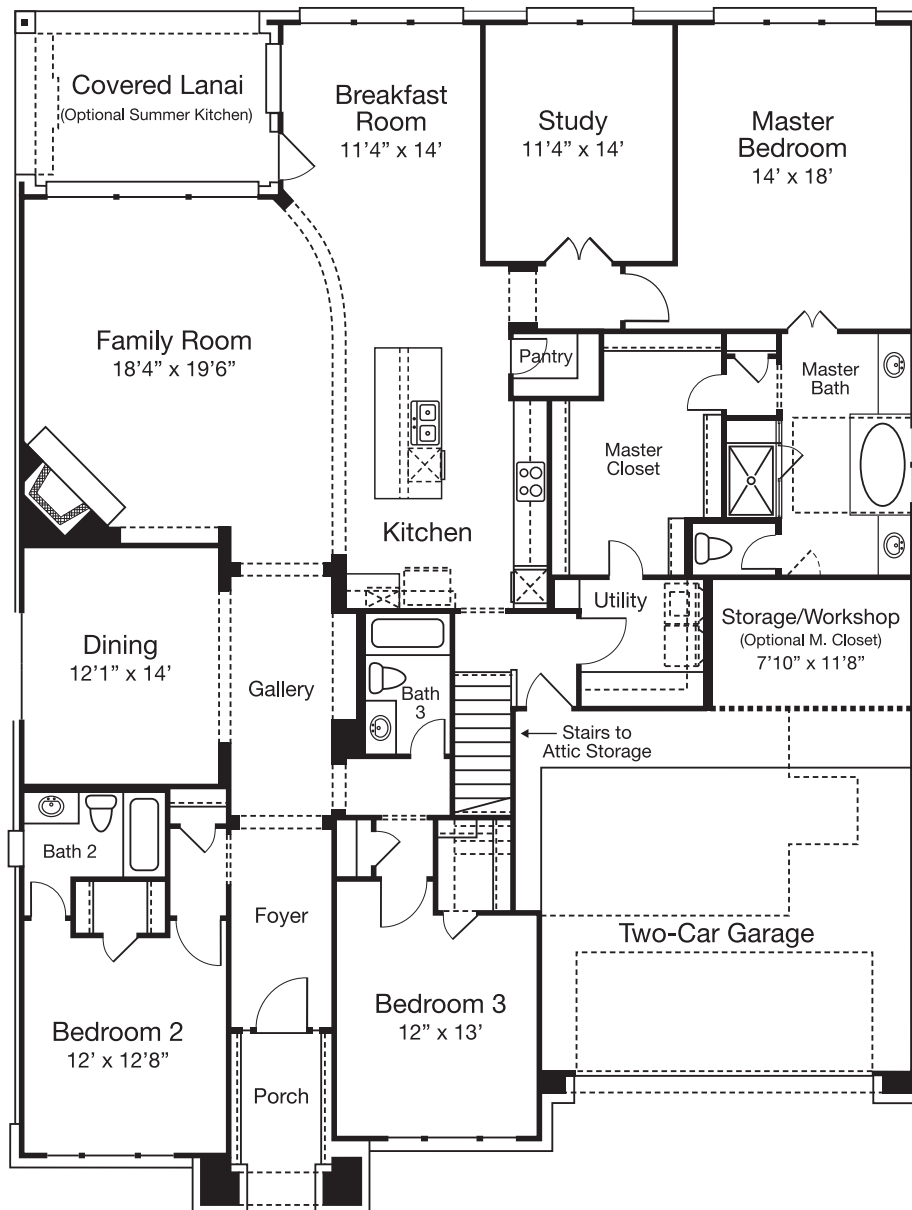 Covered Lanai
(Optional Summer Kitchen)
Breakfast
Room
11'4" x 14'
Study
11'4" x 14'
Master
Bedroom
14' x 18'
Family Room
18'4" x 19'6"
Pantry
Master
Bath
Master
Closet
Kitchen
Utility
Storage/Workshop
(Optional M. Closet)
7'10" x 11'8"
Dining
12'1" x 14'
Gallery
Bath
3
Stairs to
Attic Storage
Bath 2
Foyer
Two-Car Garage
Bedroom 2
12' x 12'8"
Bedroom 3
12" x 13'
Porch